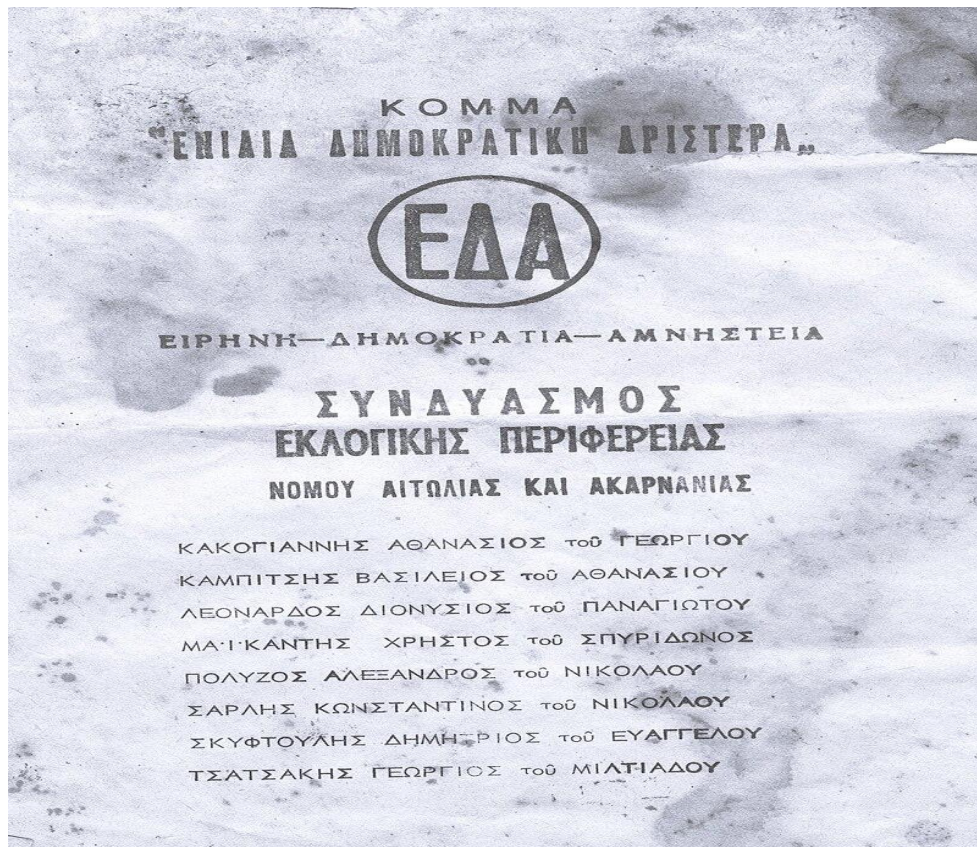 ΚΟΜΜΑ
"ΕΝΙΑΙΑ ΔΗΜΟΚΡΑΤΙΚΗ ΑΡΙΣΤΕΡΑ„
ΕΔΑ
ΕΙΡΗΝΗ—ΔΗΜΟΚΡΑΤΙΑ—ΑΜΝΗΣΤΕΙΑ
ΣΥΝΔΥΑΣΜΟΣ
ΕΚΛΟΓΙΚΗΣ ΠΕΡΙΦΕΡΕΙΑΣ
ΝΟΜΟΥ ΑΙΤΩΛΙΑΣ ΚΑΙ ΑΚΑΡΝΑΝΙΑΣ
ΚΑΚΟΓΙΑΝΝΗΣ ΑΘΑΝΑΣΙΟΣ τοῦ ΓΕΩΡΓΙΟΥ
ΚΑΜΠΙΤΣΗΣ ΒΑΣΙΛΕΙΟΣ τοῦ ΑΘΑΝΑΣΙΟΥ
ΛΕΟΝΑΡΔΟΣ ΔΙΟΝΥΣΙΟΣ τοῦ ΠΑΝΑΓΙΩΤΟΥ
ΜΑ·Ι·ΚΑΝΤΗΣ ΧΡΗΣΤΟΣ τοῦ ΣΠΥΡΙΔΩΝΟΣ
ΠΟΛΥΖΟΣ ΑΛΕΞΑΝΔΡΟΣ τοῦ ΝΙΚΟΛΑΟΥ
ΣΑΡΛΗΣ ΚΩΝΣΤΑΝΤΙΝΟΣ τοῦ ΝΙΚΟΛΑΟΥ
ΣΚΥΦΤΟΥΛΗΣ ΔΗΜΗΤΡΙΟΣ τοῦ ΕΥΑΓΓΕΛΟΥ
ΤΣΑΤΣΑΚΗΣ ΓΕΩΡΓΙΟΣ τοῦ ΜΙΛΤΙΑΔΟΥ